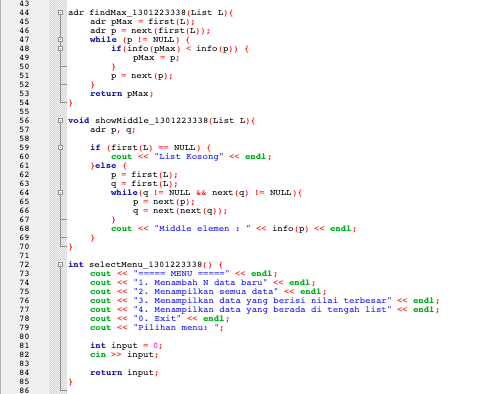 43
44 adr findMax_1301223338(List L){
45 adr pMax = first(L);
46 adr p = next(first(L));
47 while (p != NULL) {
48 if(info(pMax) < info(p)) {
49 pMax = p;
50 }
51 p = next(p);
52 }
53 return pMax;
54 }
55
56 void showMiddle_1301223338(List L){
57 adr p, q;
58
59 if (first(L) == NULL) {
60 cout << "List Kosong" << endl;
61 }else {
62 p = first(L);
63 q = first(L);
64 while(q != NULL && next(q) != NULL){
65 p = next(p);
66 q = next(next(q));
67 }
68 cout << "Middle elemen : " << info(p) << endl;
69 }
70 }
71
72 int selectMenu_1301223338() {
73 cout << "===== MENU =====" << endl;
74 cout << "1. Menambah N data baru" << endl;
75 cout << "2. Menampilkan semua data" << endl;
76 cout << "3. Menampilkan data yang berisi nilai terbesar" << endl;
77 cout << "4. Menampilkan data yang berada di tengah list" << endl;
78 cout << "0. Exit" << endl;
79 cout << "Pilihan menu: ";
80
81 int input = 0;
82 cin >> input;
83
84 return input;
85 }
86